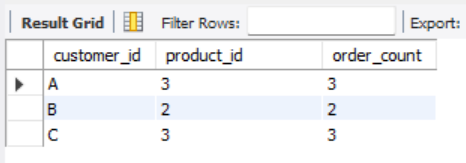 Result Grid Filter Rows: Export:
customer_id product_id order_count
A 3 3
B 2 2
C 3 3